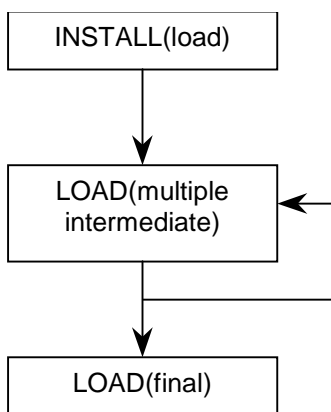 INSTALL(load)
LOAD(multiple
intermediate)
LOAD(final)